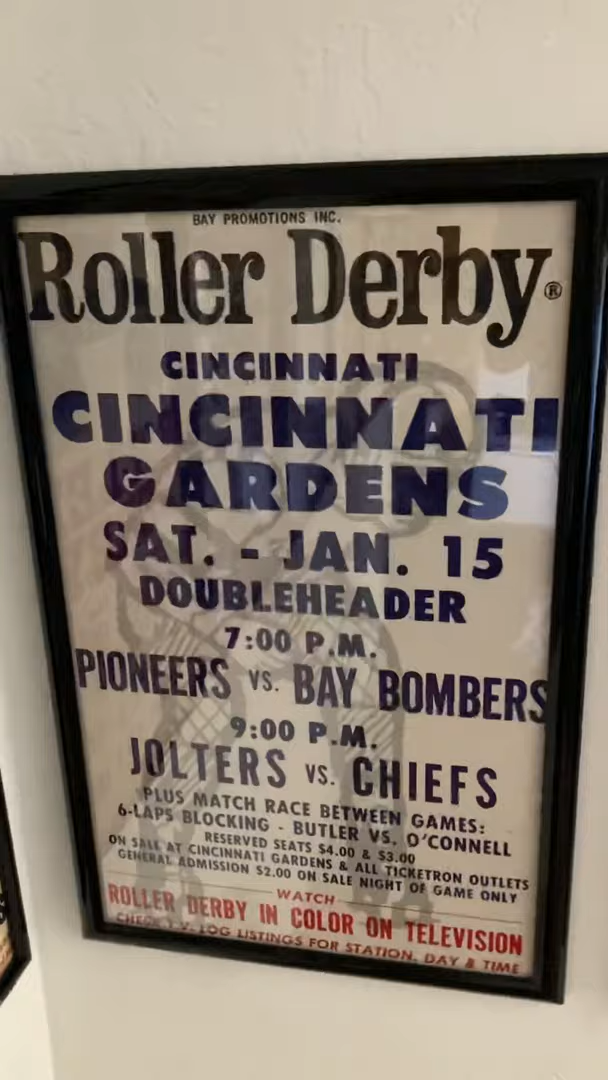 BAY PROMOTIONS INC.
Roller Derby®
CINCINNATI
CINCINNATI
GARDENS
SAT. - JAN. 15
DOUBLEHEADER
7:00 P.M.
PIONEERS VS. BAY BOMBERS
9:00 P.M.
JOLTERS VS. CHIEFS
PLUS MATCH RACE BETWEEN GAMES:
6-LAPS BLOCKING - BUTLER VS. O'CONNELL
RESERVED SEATS $4.00 & $3.00
ON SALE AT CINCINNATI GARDENS & ALL TICKETRON OUTLETS
GENERAL ADMISSION $2.00 ON SALE NIGHT OF GAME ONLY
WATCH
ROLLER DERBY IN COLOR ON TELEVISION
CHECK T.V. LOG LISTINGS FOR STATION, DAY & TIME